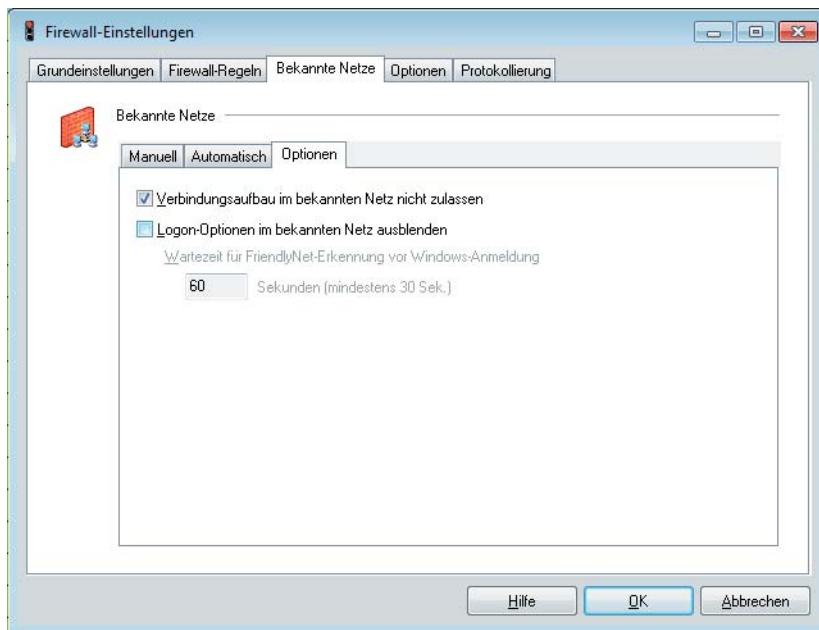 Firewall-Einstellungen
Grundeinstellungen Firewall-Regeln Bekannte Netze Optionen Protokollierung
Bekannte Netze
Manuell Automatisch Optionen
Verbindungsaufbau im bekannten Netz nicht zulassen
Logon-Optionen im bekannten Netz ausblenden
Wartezeit für FriendlyNet-Erkennung vor Windows-Anmeldung
60 Sekunden (mindestens 30 Sek.)
Hilfe OK Abbrechen